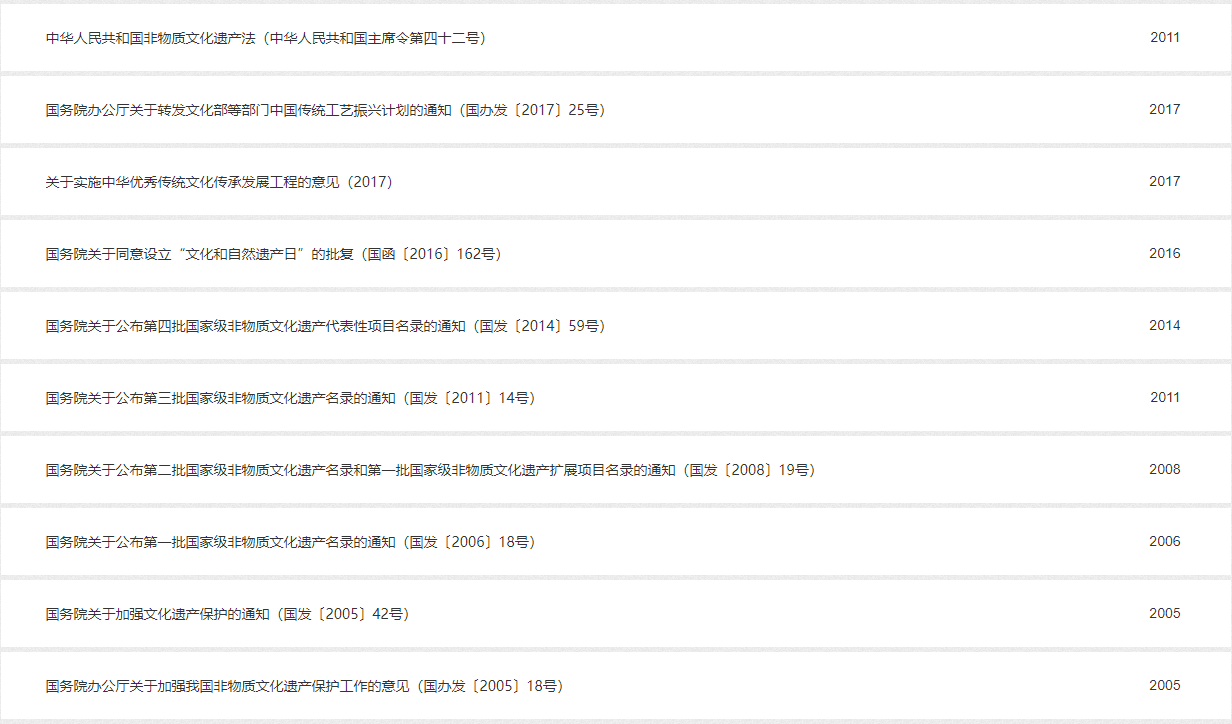 中华人民共和国非物质文化遗产法（中华人民共和国主席令第四十二号） 2011
国务院办公厅关于转发文化部等部门中国传统工艺振兴计划的通知（国办发〔2017〕25号） 2017
关于实施中华优秀传统文化传承发展工程的意见（2017） 2017
国务院关于同意设立“文化和自然遗产日”的批复（国函〔2016〕162号） 2016
国务院关于公布第四批国家级非物质文化遗产代表性项目名录的通知（国发〔2014〕59号） 2014
国务院关于公布第三批国家级非物质文化遗产名录的通知（国发〔2011〕14号） 2011
国务院关于公布第二批国家级非物质文化遗产名录和第一批国家级非物质文化遗产扩展项目名录的通知（国发〔2008〕19号） 2008
国务院关于公布第一批国家级非物质文化遗产名录的通知（国发〔2006〕18号） 2006
国务院关于加强文化遗产保护的通知（国发〔2005〕42号） 2005
国务院办公厅关于加强我国非物质文化遗产保护工作的意见（国办发〔2005〕18号） 2005